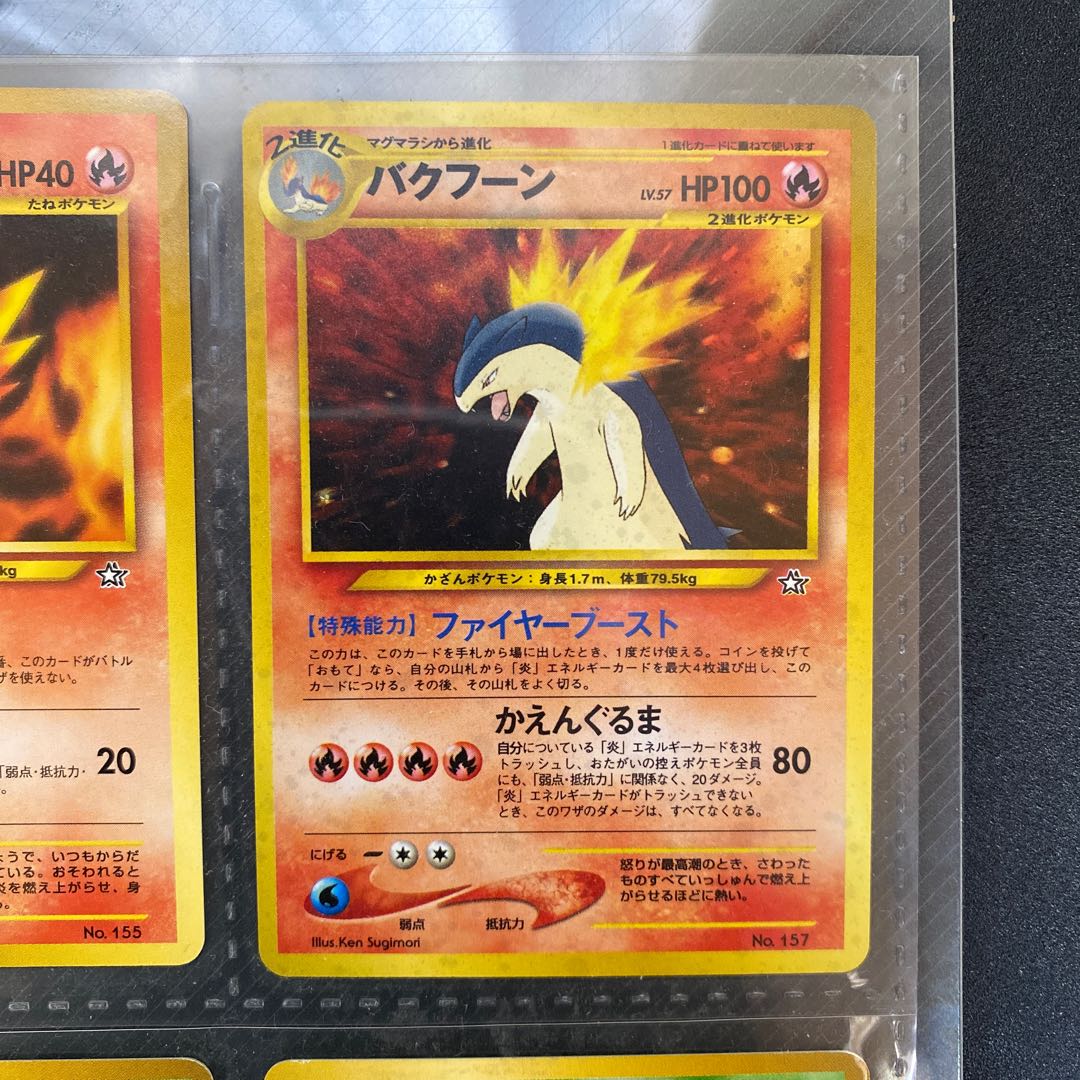 HP40
たねポケモン
kg
このカードがバトル
を使えない。
20
「弱点・抵抗力・
ようで、いつもからだ
ている。おそわれると
炎を燃え上がらせ、身
No. 155
2進化
マグマラシから進化
1進化カードに重ねて使います
バクフーン
LV.57 HP100
2進化ポケモン
かざんポケモン：身長1.7m、体重79.5kg
【特殊能力】ファイヤーブースト
この力は、このカードを手札から場に出したとき、1度だけ使える。コインを投げて
「おもて」なら、自分の山札から「炎」エネルギーカードを最大4枚選び出し、この
カードにつける。その後、その山札をよく切る。
かえんぐるま
自分についている「炎」エネルギーカードを3枚
トラッシュし、おたがいの控えポケモン全員
にも、「弱点・抵抗力」に関係なく、20ダメージ。
「炎」エネルギーカードがトラッシュできない
とき、このワザのダメージは、すべてなくなる。
80
にげる
弱点
抵抗力
怒りが最高潮のとき、さわった
ものすべていっしゅんで燃え上
がらせるほどに熱い。
Illus.Ken Sugimori
No. 157